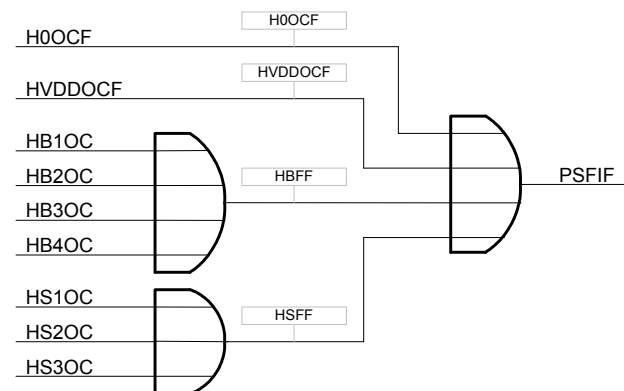 H0OCF
H0OCF
HVDDOCF
HVDDOCF
HB1OC
HB2OC
HBFF
PSFIF
HB3OC
HB4OC
HS1OC
HSFF
HS2OC
HS3OC